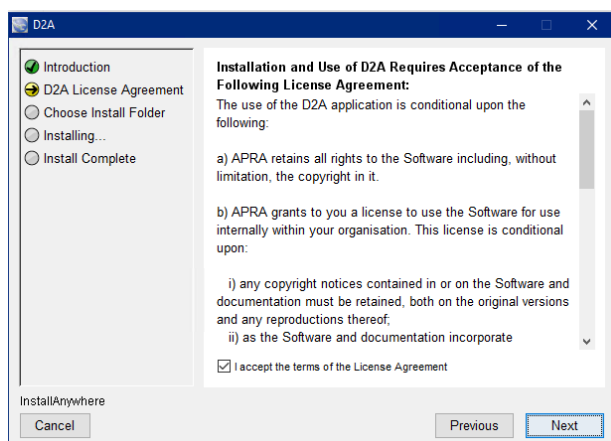 D2A
Introduction
D2A License Agreement
Choose Install Folder
Installing...
Install Complete
Installation and Use of D2A Requires Acceptance of the
Following License Agreement:
The use of the D2A application is conditional upon the
following:
a) APRA retains all rights to the Software including, without
limitation, the copyright in it.
b) APRA grants to you a license to use the Software for use
internally within your organisation. This license is conditional
upon:
i) any copyright notices contained in or on the Software and
documentation must be retained, both on the original versions
and any reproductions thereof;
ii) as the Software and documentation incorporate
I accept the terms of the License Agreement
InstallAnywhere
Cancel
Previous
Next